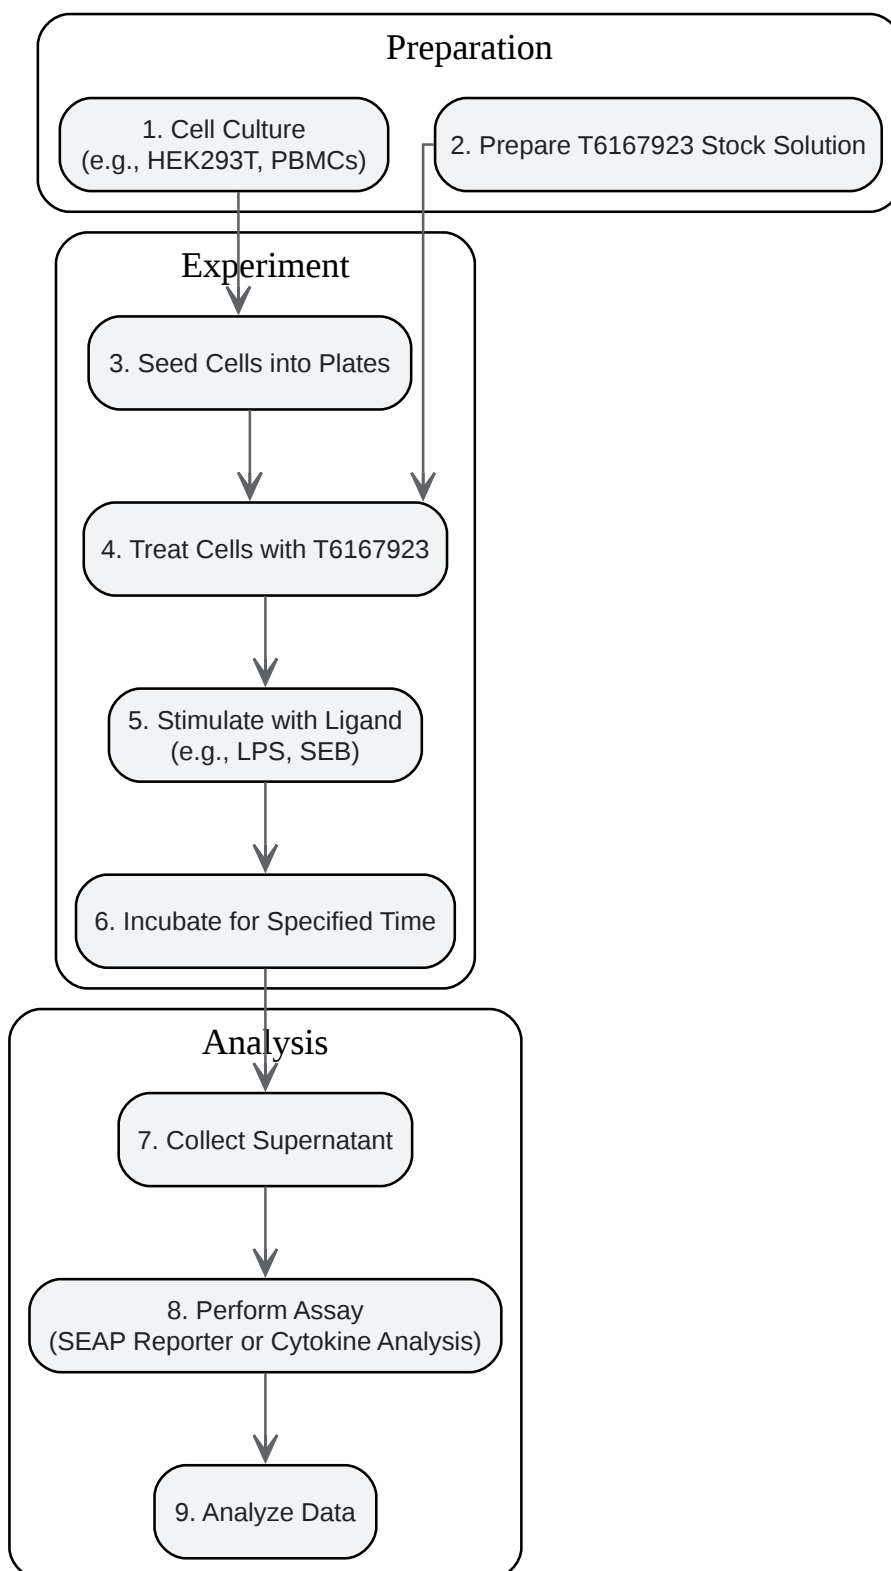 Preparation
1. Cell Culture
(e.g., HEK293T, PBMCs)
2. Prepare T6167923 Stock Solution
Experiment
3. Seed Cells into Plates
4. Treat Cells with T6167923
5. Stimulate with Ligand
(e.g., LPS, SEB)
6. Incubate for Specified Time
Analysis
7. Collect Supernatant
8. Perform Assay
(SEAP Reporter or Cytokine Analysis)
9. Analyze Data